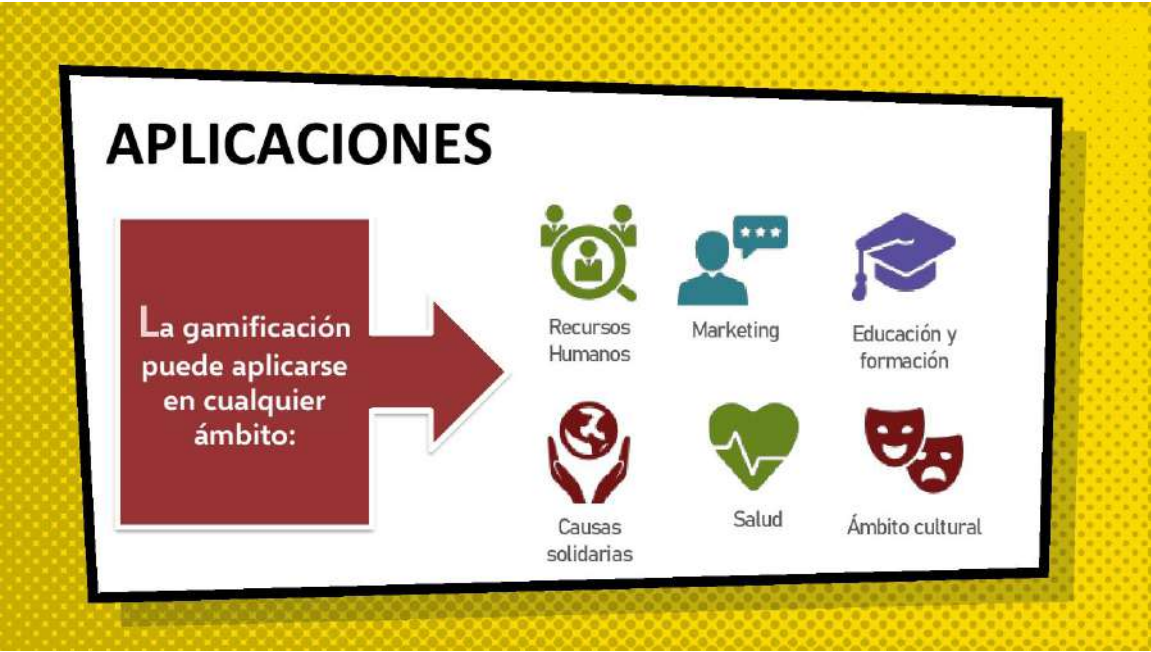 APLICACIONES
La gamificación
puede aplicarse
en cualquier
ámbito:
Recursos
Humanos
Marketing
Educación y
formación
Causas
solidarias
Salud
Ámbito cultural